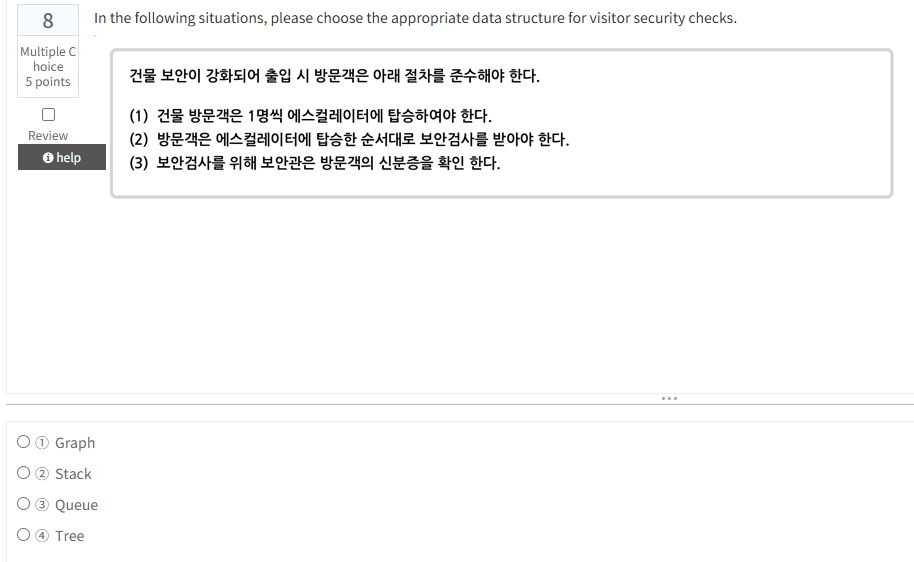 8
In the following situations, please choose the appropriate data structure for visitor security checks.
Multiple C
hoice
5 points
Review
help
건물 보안이 강화되어 출입 시 방문객은 아래 절차를 준수해야 한다.
(1) 건물 방문객은 1명씩 에스컬레이터에 탑승하여야 한다.
(2) 방문객은 에스컬레이터에 탑승한 순서대로 보안검사를 받아야 한다.
(3) 보안검사를 위해 보안관은 방문객의 신분증을 확인 한다.
① Graph
② Stack
③ Queue
④ Tree